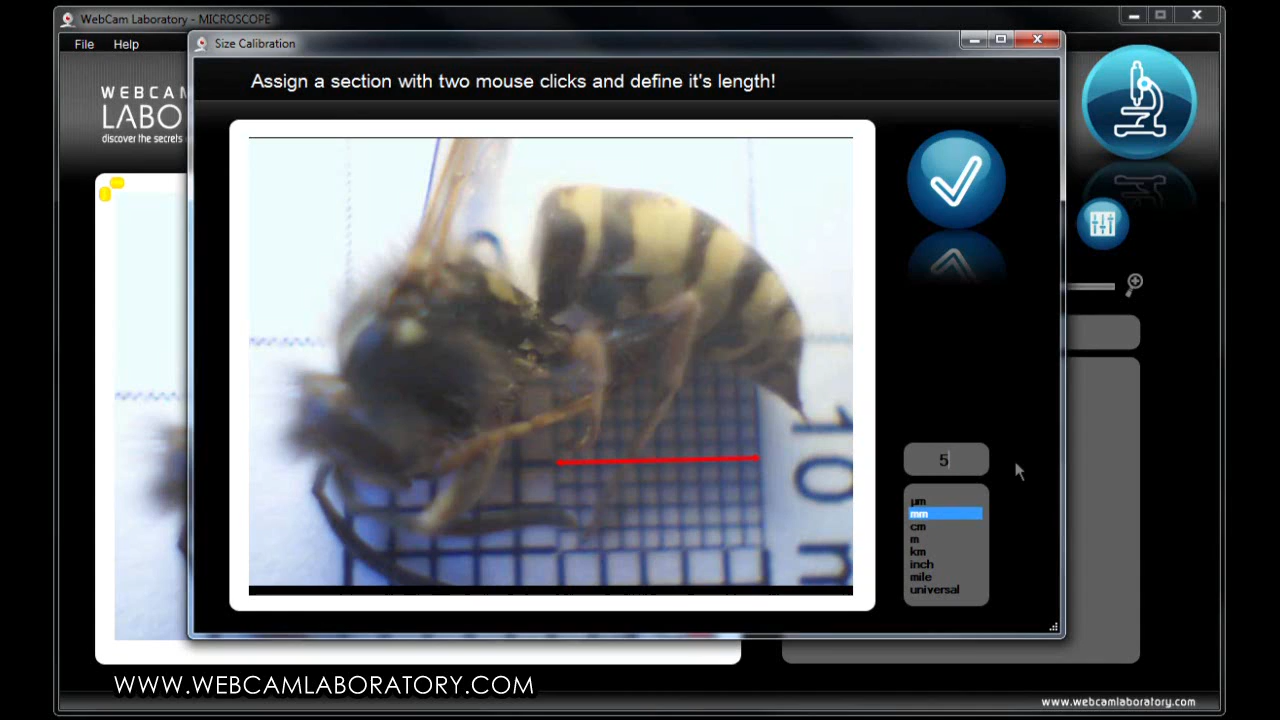 WebCam Laboratory - MICROSCOPE
File Help
Size Calibration
Assign a section with two mouse clicks and define it's length!
WEBCAM
LABO
discover the secrets
10
5
µm
mm
cm
m
km
inch
mile
universal
WWW.WEBCAMLABORATORY.COM
www.webcamlaboratory.com